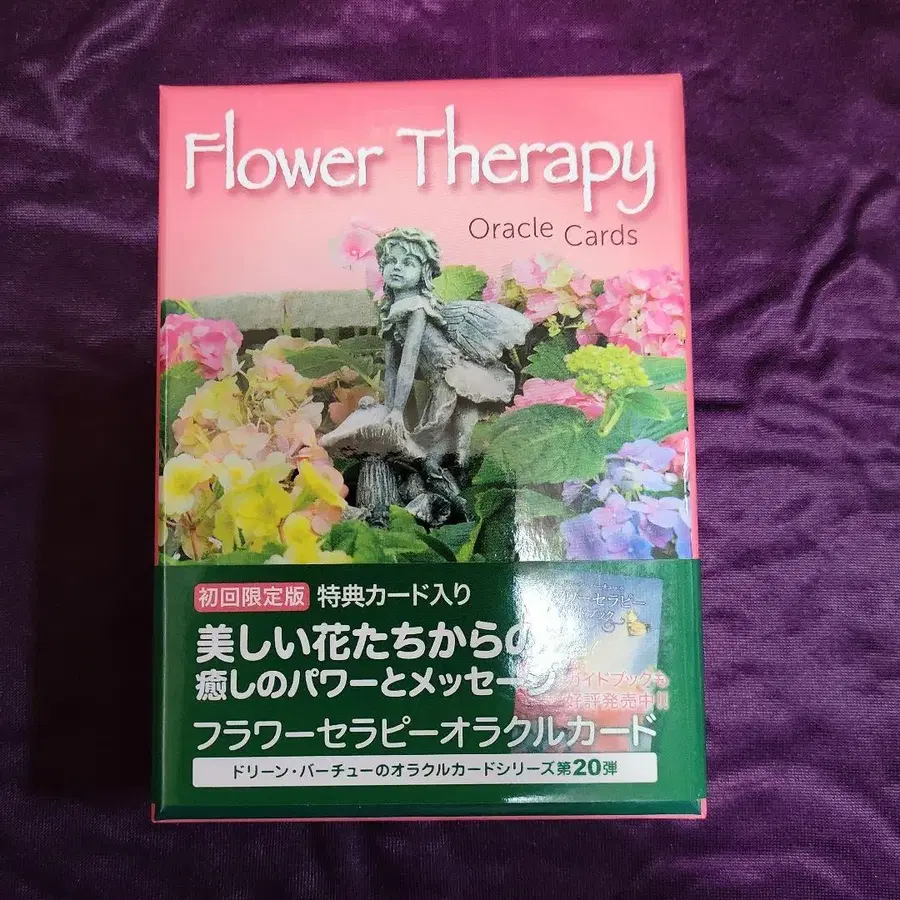 Flower Therapy
Oracle Cards
初回限定版 特典カード入り
美しい花たちからの
癒しのパワーとメッセージ
ガイドブックも
好評発売中!!
フラワーセラピーオラクルカード
ドリーン・バーチューのオラクルカードシリーズ第20弾